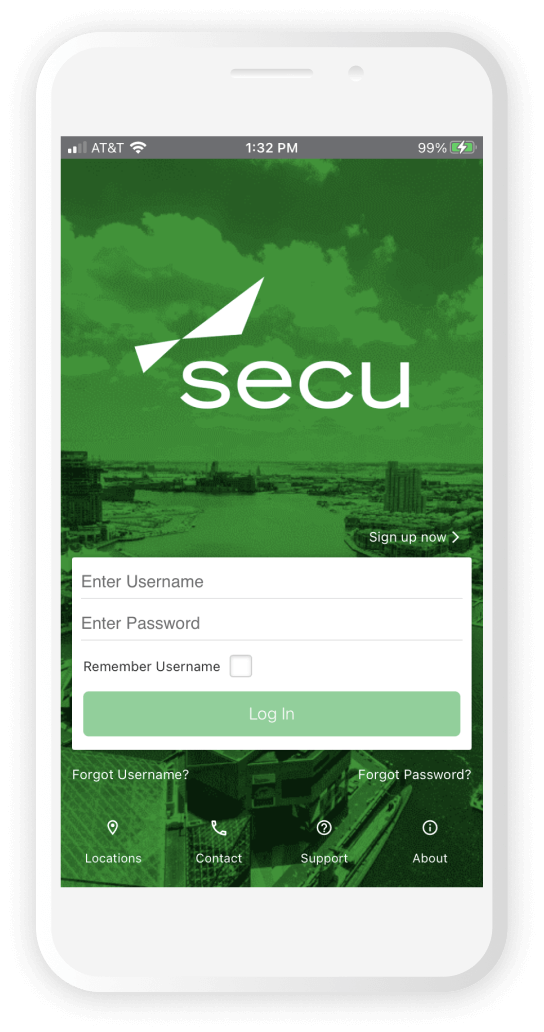 AT&T 1:32 PM 99%
secu
Sign up now
Enter Username
Enter Password
Remember Username
Log In
Forgot Username? Forgot Password?
Locations Contact Support About